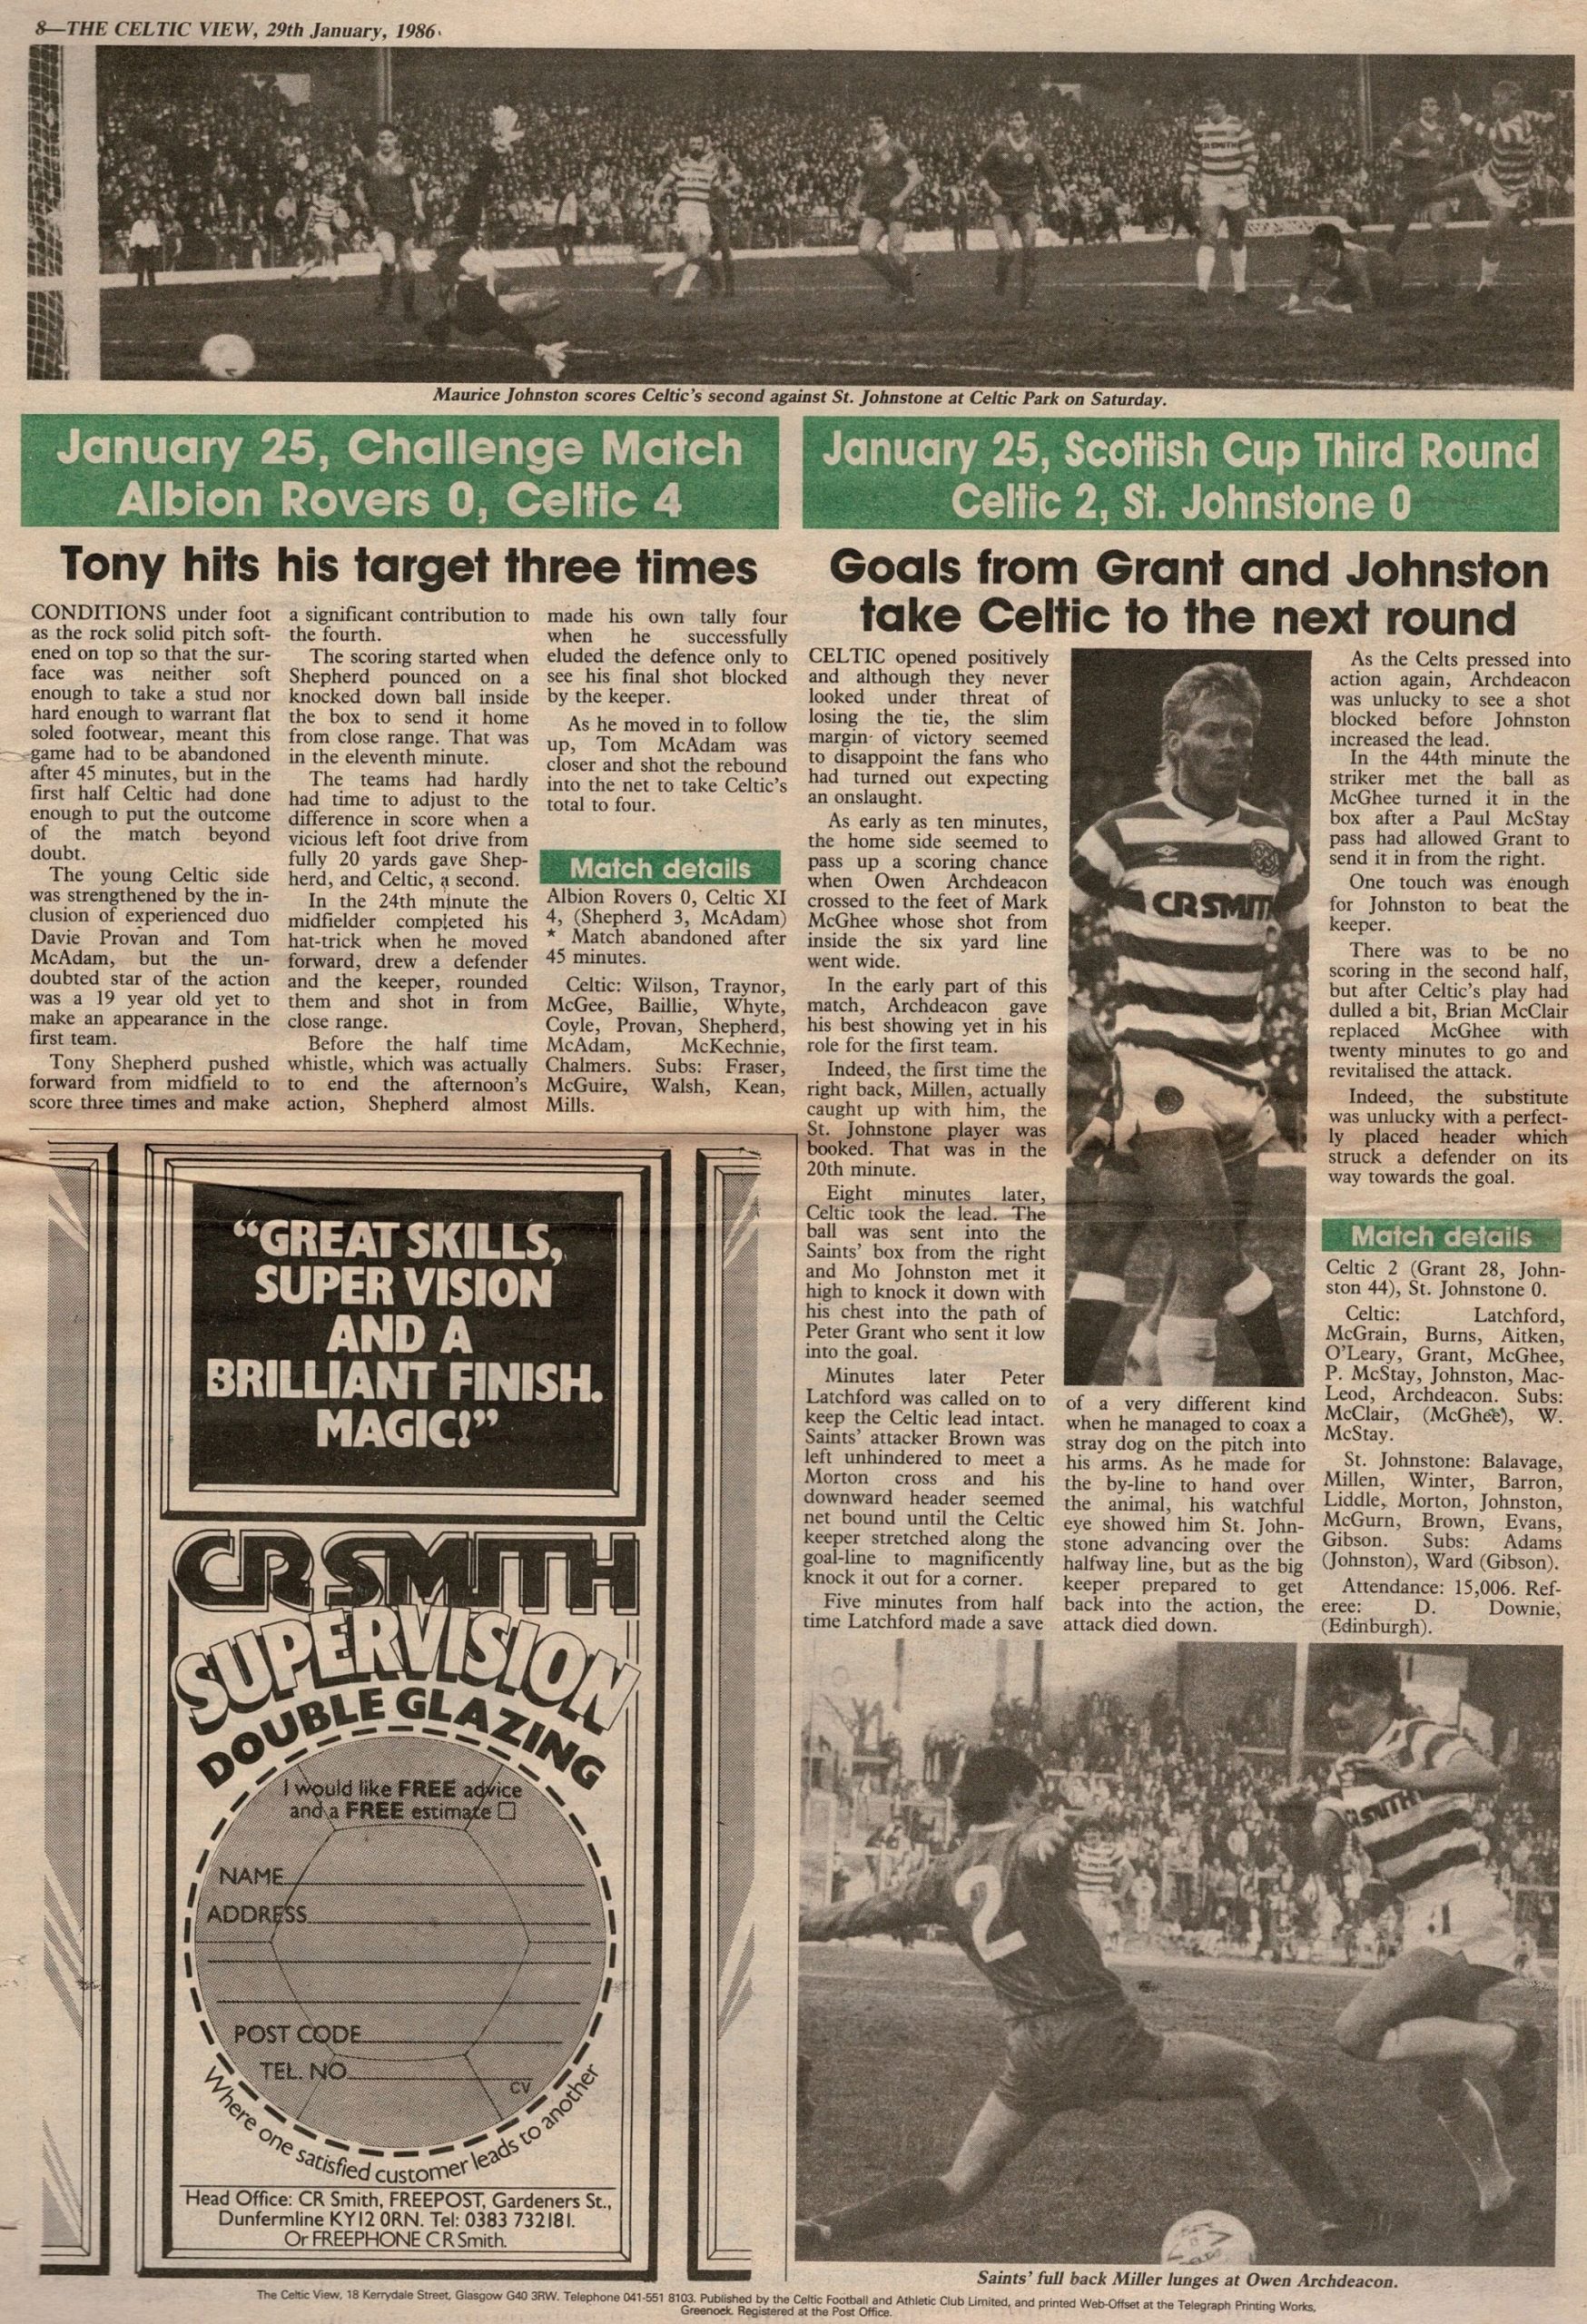 8—THE CELTIC VIEW, 29th January, 1986
Maurice Johnston scores Celtic's second against St. Johnstone at Celtic Park on Saturday.
January 25, Challenge Match
Albion Rovers 0, Celtic 4
Tony hits his target three times
CONDITIONS under foot
as the rock solid pitch soft-
ened on top so that the sur-
face was neither soft
enough to take a stud nor
hard enough to warrant flat
soled footwear, meant this
game had to be abandoned
after 45 minutes, but in the
first half Celtic had done
enough to put the outcome
of the match beyond
doubt.
The young Celtic side
was strengthened by the in-
clusion of experienced duo
Davie Provan and Tom
McAdam, but the un-
doubted star of the action
was a 19 year old yet to
make an appearance in the
first team.
Tony Shepherd pushed
forward from midfield to
score three times and make
a significant contribution to
the fourth.
The scoring started when
Shepherd pounced on a
knocked down ball inside
the box to send it home
from close range. That was
in the eleventh minute.
The teams had hardly
had time to adjust to the
difference in score when a
vicious left foot drive from
fully 20 yards gave Shep-
herd, and Celtic, a second.
In the 24th minute the
midfielder completed his
hat-trick when he moved
forward, drew a defender
and the keeper, rounded
them and shot in from
close range.
Before the half time
whistle, which was actually
to end the afternoon's
action, Shepherd almost
made his own tally four
when he successfully
eluded the defence only to
see his final shot blocked
by the keeper.
As he moved in to follow
up, Tom McAdam was
closer and shot the rebound
into the net to take Celtic's
total to four.
Match details
Albion Rovers 0, Celtic XI
4, (Shepherd 3, McAdam)
* Match abandoned after
45 minutes.
Celtic: Wilson, Traynor,
McGee, Baillie, Whyte,
Coyle, Provan, Shepherd,
McAdam, McKechnie,
Chalmers. Subs: Fraser,
McGuire, Walsh, Kean,
Mills.
January 25, Scottish Cup Third Round
Celtic 2, St. Johnstone 0
Goals from Grant and Johnston
take Celtic to the next round
CELTIC opened positively
and although they never
looked under threat of
losing the tie, the slim
margin of victory seemed
to disappoint the fans who
had turned out expecting
an onslaught.
As early as ten minutes,
the home side seemed to
pass up a scoring chance
when Owen Archdeacon
crossed to the feet of Mark
McGhee whose shot from
inside the six yard line
went wide.
In the early part of this
match, Archdeacon gave
his best showing yet in his
role for the first team.
Indeed, the first time the
right back, Millen, actually
caught up with him, the
St. Johnstone player was
booked. That was in the
20th minute.
Eight minutes later,
Celtic took the lead. The
ball was sent into the
Saints' box from the right
and Mo Johnston met it
high to knock it down with
his chest into the path of
Peter Grant who sent it low
into the goal.
Minutes later Peter
Latchford was called on to
keep the Celtic lead intact.
Saints' attacker Brown was
left unhindered to meet a
Morton cross and his
downward header seemed
net bound until the Celtic
keeper stretched along the
goal-line to magnificently
knock it out for a corner.
Five minutes from half
time Latchford made a save
CR SMIT
of a very different kind
when he managed to coax a
stray dog on the pitch into
his arms. As he made for
the by-line to hand over
the animal, his watchful
eye showed him St. John-
stone advancing over the
halfway line, but as the big
keeper prepared to get
back into the action, the
attack died down.
As the Celts pressed into
action again, Archdeacon
was unlucky to see a shot
blocked before Johnston
increased the lead.
In the 44th minute the
striker met the ball as
McGhee turned it in the
box after a Paul McStay
pass had allowed Grant to
send it in from the right.
One touch was enough
for Johnston to beat the
keeper.
There was to be no
scoring in the second half,
but after Celtic's play had
dulled a bit, Brian McClair
replaced McGhee with
twenty minutes to go and
revitalised the attack.
Indeed, the substitute
was unlucky with a perfect-
ly placed header which
struck a defender on its
way towards the goal.
Match details
Celtic 2 (Grant 28, John-
ston 44), St. Johnstone 0.
Celtic: Latchford,
McGrain, Burns, Aitken,
O'Leary, Grant, McGhee,
P. McStay, Johnston, Mac-
Leod, Archdeacon. Subs:
McClair, (McGhee), W.
McStay.
St. Johnstone: Balavage,
Millen, Winter, Barron,
Liddle, Morton, Johnston,
McGurn, Brown, Evans,
Gibson. Subs: Adams
(Johnston), Ward (Gibson).
Attendance: 15,006. Ref-
eree: D. Downie,
(Edinburgh).
"GREAT SKILLS,
SUPER VISION
AND A
BRILLIANT FINISH.
MAGIC!"
CR SMITH
SUPERVISION
DOUBLE GLAZING
I would like FREE advice
and a FREE estimate
NAME
ADDRESS
POST CODE
TEL. NO
CV
Where one satisfied customer leads to another
Head Office: CR Smith, FREEPOST, Gardeners St.,
Dunfermline KY12 0RN. Tel: 0383 732181.
Or FREEPHONE CR Smith.
2
CR SMITH
Saints' full back Miller lunges at Owen Archdeacon.
The Celtic View, 18 Kerrydale Street, Glasgow G40 3RW. Telephone 041-551 8103. Published by the Celtic Football and Athletic Club Limited, and printed Web-Offset at the Telegraph Printing Works,
Greenock. Registered at the Post Office.